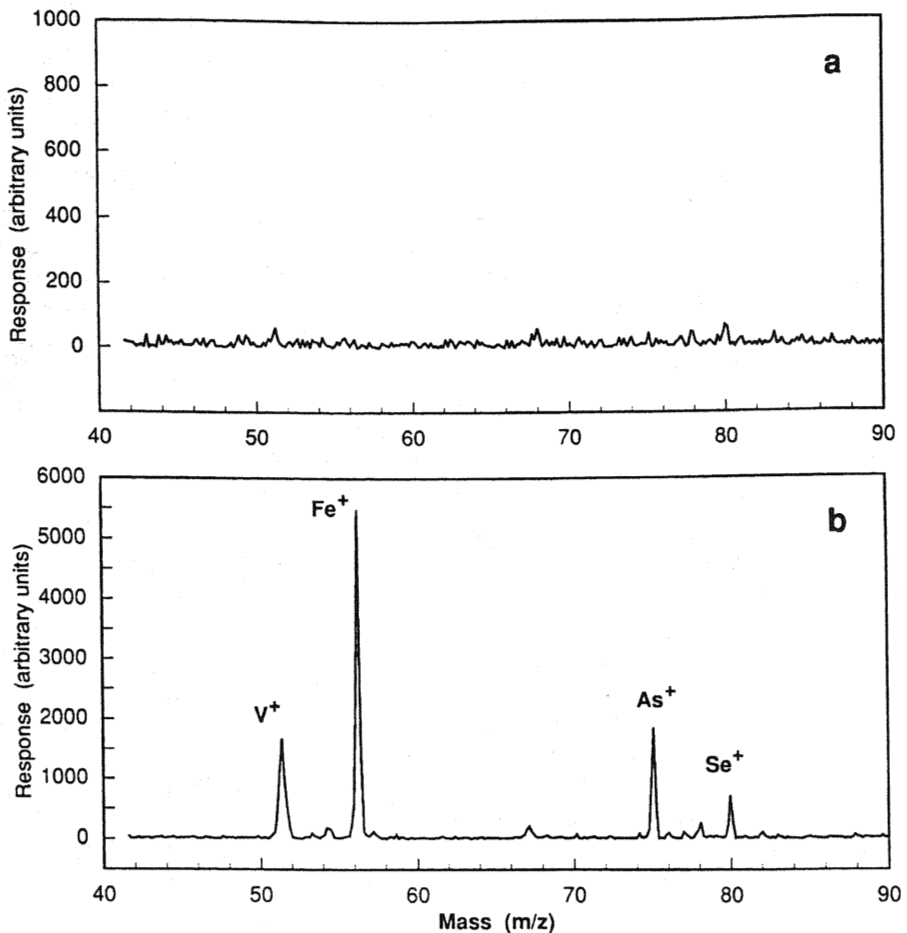 1000
800
600
400
200
0
Response (arbitrary units)
a
40 50 60 70 80 90
6000
5000
4000
3000
2000
1000
0
Response (arbitrary units)
b
Fe+
V+
As+
Se+
40 50 60 70 80 90
Mass (m/z)